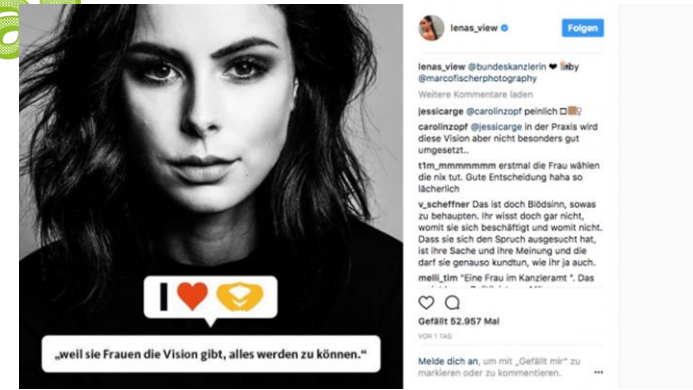 lenas_view
Folgen
lenas_view @bundeskanzlerin ❤ by
@marcofischerphotography
Weitere Kommentare laden
jessicarge @carolinzopf peinlich
carolinzopf @jessicarge in der Praxis wird
diese Vision aber nicht besonders gut
umgesetzt..
t1m_mmmmmmm erstmal die Frau wählen
die nix tut. Gute Entscheidung haha so
lächerlich
v_scheffner Das ist doch Blödsinn, sowas
zu behaupten. Ihr wisst doch gar nicht,
womit sie sich beschäftigt und womit nicht.
Dass sie sich den Spruch ausgesucht hat,
ist ihre Sache und ihre Meinung und die
darf sie genauso kundtun, wie ihr ja auch.
melli_tim "Eine Frau im Kanzleramt ". Das
I ❤
„weil sie Frauen die Vision gibt, alles werden zu können.“
Gefällt 52.957 Mal
VOR 1 TAG
Melde dich an, um mit „Gefällt mir“ zu
markieren oder zu kommentieren.